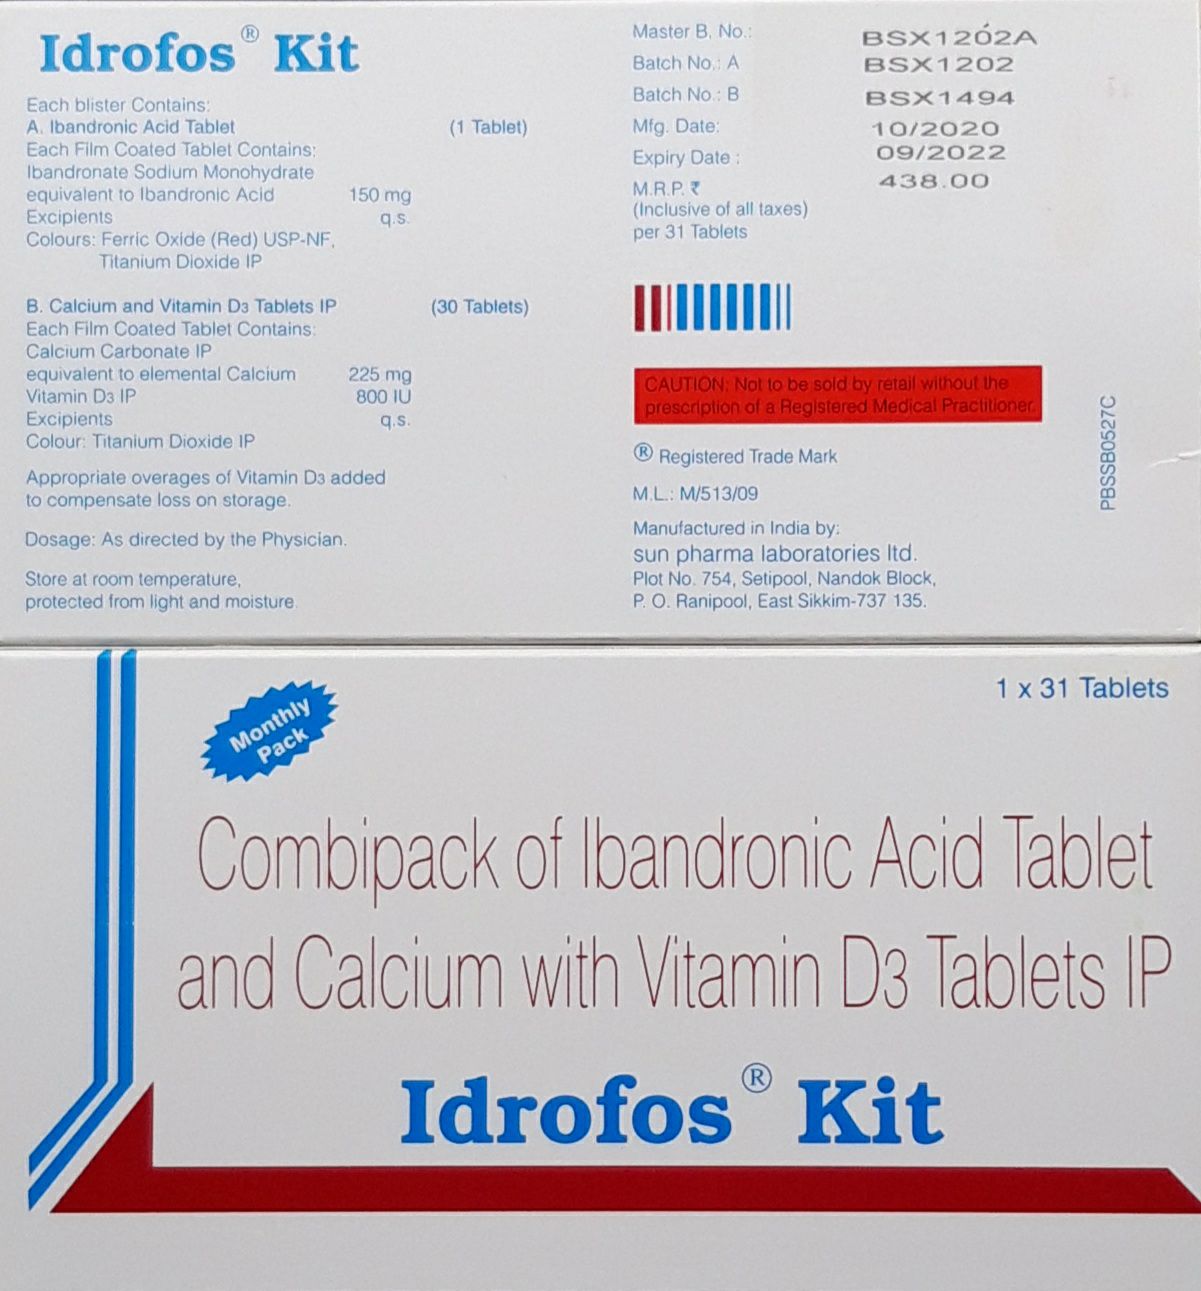 Idrofos® Kit
Each blister Contains:
A. Ibandronic Acid Tablet (1 Tablet)
Each Film Coated Tablet Contains:
Ibandronate Sodium Monohydrate
equivalent to Ibandronic Acid 150 mg
Excipients q.s.
Colours: Ferric Oxide (Red) USP-NF,
Titanium Dioxide IP
B. Calcium and Vitamin D3 Tablets IP (30 Tablets)
Each Film Coated Tablet Contains:
Calcium Carbonate IP
equivalent to elemental Calcium 225 mg
Vitamin D3 IP 800 IU
Excipients q.s.
Colour: Titanium Dioxide IP
Appropriate overages of Vitamin D3 added
to compensate loss on storage.
Dosage: As directed by the Physician.
Store at room temperature,
protected from light and moisture.
Master B. No.: BSX1202A
Batch No.: A BSX1202
Batch No.: B BSX1494
Mfg. Date: 10/2020
Expiry Date : 09/2022
M.R.P. ₹ 438.00
(Inclusive of all taxes)
per 31 Tablets
CAUTION: Not to be sold by retail without the
prescription of a Registered Medical Practitioner.
® Registered Trade Mark
M.L.: M/513/09
Manufactured in India by:
sun pharma laboratories ltd.
Plot No. 754, Setipool, Nandok Block,
P. O. Ranipool, East Sikkim-737 135.
PBSSB0527C
1 x 31 Tablets
Monthly
Pack
Combipack of Ibandronic Acid Tablet
and Calcium with Vitamin D3 Tablets IP
Idrofos® Kit